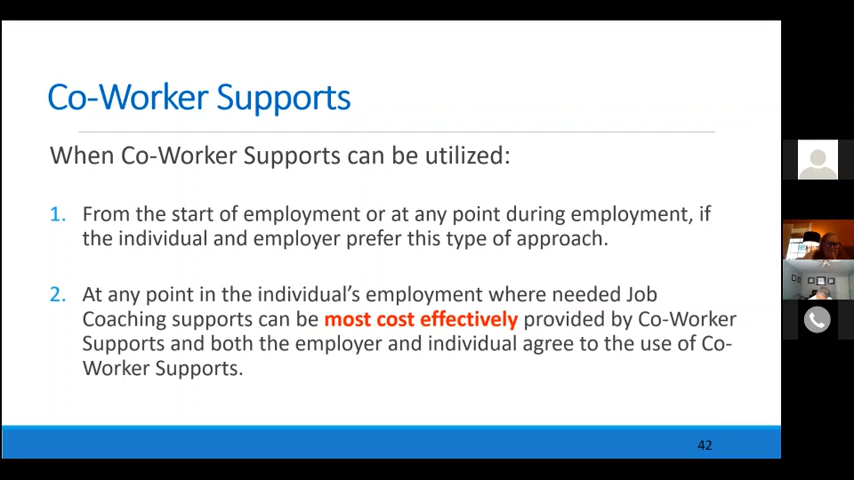 Co-Worker Supports
When Co-Worker Supports can be utilized:
1. From the start of employment or at any point during employment, if
the individual and employer prefer this type of approach.
2. At any point in the individual's employment where needed Job
Coaching supports can be most cost effectively provided by Co-Worker
Supports and both the employer and individual agree to the use of Co-
Worker Supports.
42